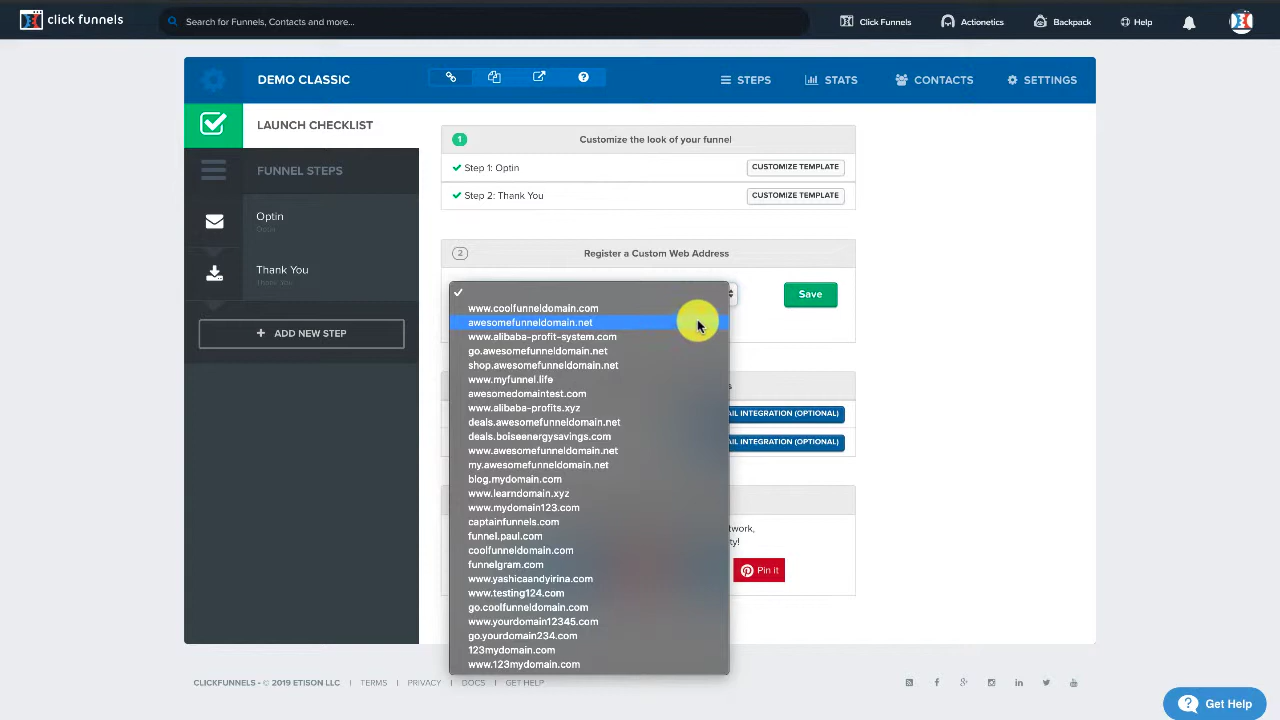 click funnels
Search for Funnels, Contacts and more...
Click Funnels
Actionetics
Backpack
Help
DEMO CLASSIC
STEPS
STATS
CONTACTS
SETTINGS
LAUNCH CHECKLIST
FUNNEL STEPS
Optin
Optin
Thank You
Thank You
ADD NEW STEP
1 Customize the look of your funnel
Step 1: Optin CUSTOMIZE TEMPLATE
Step 2: Thank You CUSTOMIZE TEMPLATE
2 Register a Custom Web Address
Save
www.coolfunneldomain.com
awesomefunneldomain.net
www.alibaba-profit-system.com
go.awesomefunneldomain.net
shop.awesomefunneldomain.net
www.myfunnel.life
awesomedomaintest.com
www.alibaba-profits.xyz
deals.awesomefunneldomain.net
deals.boiseenergysavings.com
www.awesomefunneldomain.net
my.awesomefunneldomain.net
blog.mydomain.com
www.learndomain.xyz
www.mydomain123.com
captainfunnels.com
funnel.paul.com
coolfunneldomain.com
funnelgram.com
www.yashicaandyirina.com
www.testing124.com
go.coolfunneldomain.com
www.yourdomain12345.com
go.yourdomain234.com
123mydomain.com
www.123mydomain.com
INTEGRATION (OPTIONAL)
INTEGRATION (OPTIONAL)
Pin it
CLICKFUNNELS - © 2019 ETISON LLC | TERMS | PRIVACY | DOCS | GET HELP
Get Help